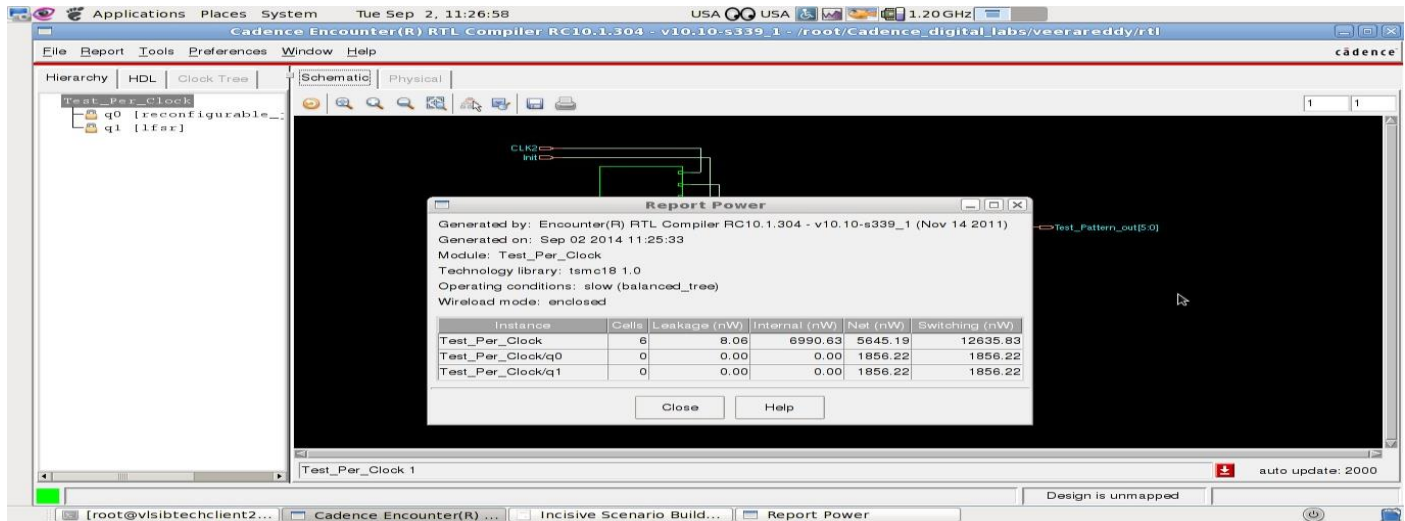 Applications Places System Tue Sep 2, 11:26:58 USA USA 1.20 GHz
Cadence Encounter(R) RTL Compiler RC10.1.304 - v10.10-s339_1 - /root/Cadence_digital_labs/veerareddy/rtl
File Report Tools Preferences Window Help cādence
Hierarchy HDL Clock Tree Schematic Physical
Test_Per_Clock
1 1
q0 [reconfigurable_
q1 [lfsr]
CLK2
Init
Report Power
Generated by: Encounter(R) RTL Compiler RC10.1.304 - v10.10-s339_1 (Nov 14 2011)
Test_Pattern_out[5:0]
Generated on: Sep 02 2014 11:25:33
Module: Test_Per_Clock
Technology library: tsmc18 1.0
Operating conditions: slow (balanced_tree)
Wireload mode: enclosed
Instance Cells Leakage (nW) Internal (nW) Net (nW) Switching (nW)
Test_Per_Clock 6 8.06 6990.63 5645.19 12635.83
Test_Per_Clock/q0 0 0.00 0.00 1856.22 1856.22
Test_Per_Clock/q1 0 0.00 0.00 1856.22 1856.22
Close Help
Test_Per_Clock 1 auto update: 2000
Design is unmapped
[root@vlsibtechclient2... Cadence Encounter(R) ... Incisive Scenario Build... Report Power